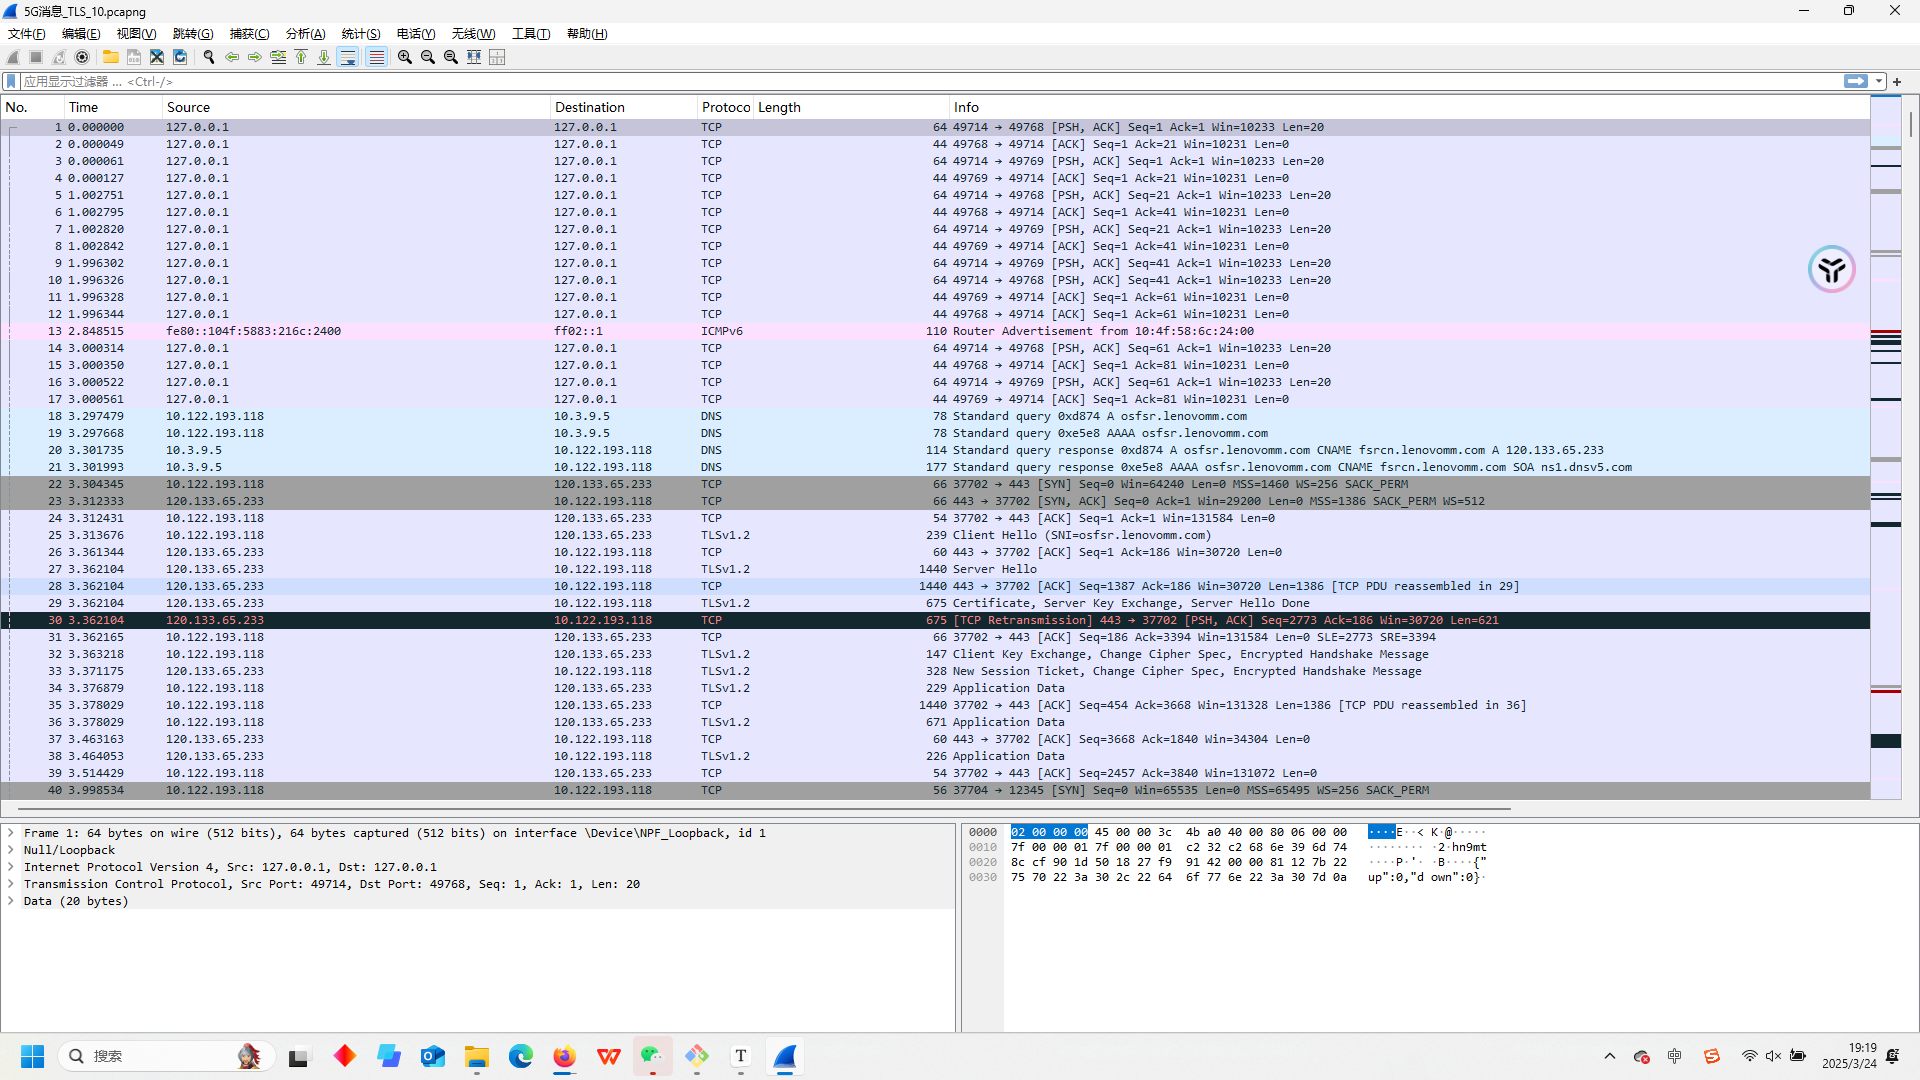 5G消息_TLS_10.pcapng
文件(F) 编辑(E) 视图(V) 跳转(G) 捕获(C) 分析(A) 统计(S) 电话(Y) 无线(W) 工具(T) 帮助(H)
应用显示过滤器 … <Ctrl-/>
No. Time Source Destination Protoco Length Info
1 0.000000 127.0.0.1 127.0.0.1 TCP 64 49714 → 49768 [PSH, ACK] Seq=1 Ack=1 Win=10233 Len=20
2 0.000049 127.0.0.1 127.0.0.1 TCP 44 49768 → 49714 [ACK] Seq=1 Ack=21 Win=10231 Len=0
3 0.000061 127.0.0.1 127.0.0.1 TCP 64 49714 → 49769 [PSH, ACK] Seq=1 Ack=1 Win=10233 Len=20
4 0.000127 127.0.0.1 127.0.0.1 TCP 44 49769 → 49714 [ACK] Seq=1 Ack=21 Win=10231 Len=0
5 1.002751 127.0.0.1 127.0.0.1 TCP 64 49714 → 49768 [PSH, ACK] Seq=21 Ack=1 Win=10233 Len=20
6 1.002795 127.0.0.1 127.0.0.1 TCP 44 49768 → 49714 [ACK] Seq=1 Ack=41 Win=10231 Len=0
7 1.002820 127.0.0.1 127.0.0.1 TCP 64 49714 → 49769 [PSH, ACK] Seq=21 Ack=1 Win=10233 Len=20
8 1.002842 127.0.0.1 127.0.0.1 TCP 44 49769 → 49714 [ACK] Seq=1 Ack=41 Win=10231 Len=0
9 1.996302 127.0.0.1 127.0.0.1 TCP 64 49714 → 49769 [PSH, ACK] Seq=41 Ack=1 Win=10233 Len=20
10 1.996326 127.0.0.1 127.0.0.1 TCP 64 49714 → 49768 [PSH, ACK] Seq=41 Ack=1 Win=10233 Len=20
11 1.996328 127.0.0.1 127.0.0.1 TCP 44 49769 → 49714 [ACK] Seq=1 Ack=61 Win=10231 Len=0
12 1.996344 127.0.0.1 127.0.0.1 TCP 44 49768 → 49714 [ACK] Seq=1 Ack=61 Win=10231 Len=0
13 2.848515 fe80::104f:5883:216c:2400 ff02::1 ICMPv6 110 Router Advertisement from 10:4f:58:6c:24:00
14 3.000314 127.0.0.1 127.0.0.1 TCP 64 49714 → 49768 [PSH, ACK] Seq=61 Ack=1 Win=10233 Len=20
15 3.000350 127.0.0.1 127.0.0.1 TCP 44 49768 → 49714 [ACK] Seq=1 Ack=81 Win=10231 Len=0
16 3.000522 127.0.0.1 127.0.0.1 TCP 64 49714 → 49769 [PSH, ACK] Seq=61 Ack=1 Win=10233 Len=20
17 3.000561 127.0.0.1 127.0.0.1 TCP 44 49769 → 49714 [ACK] Seq=1 Ack=81 Win=10231 Len=0
18 3.297479 10.122.193.118 10.3.9.5 DNS 78 Standard query 0xd874 A osfsr.lenovomm.com
19 3.297668 10.122.193.118 10.3.9.5 DNS 78 Standard query 0xe5e8 AAAA osfsr.lenovomm.com
20 3.301735 10.3.9.5 10.122.193.118 DNS 114 Standard query response 0xd874 A osfsr.lenovomm.com CNAME fsrcn.lenovomm.com A 120.133.65.233
21 3.301993 10.3.9.5 10.122.193.118 DNS 177 Standard query response 0xe5e8 AAAA osfsr.lenovomm.com CNAME fsrcn.lenovomm.com SOA ns1.dnsv5.com
22 3.304345 10.122.193.118 120.133.65.233 TCP 66 37702 → 443 [SYN] Seq=0 Win=64240 Len=0 MSS=1460 WS=256 SACK_PERM
23 3.312333 120.133.65.233 10.122.193.118 TCP 66 443 → 37702 [SYN, ACK] Seq=0 Ack=1 Win=29200 Len=0 MSS=1386 SACK_PERM WS=512
24 3.312431 10.122.193.118 120.133.65.233 TCP 54 37702 → 443 [ACK] Seq=1 Ack=1 Win=131584 Len=0
25 3.313676 10.122.193.118 120.133.65.233 TLSv1.2 239 Client Hello (SNI=osfsr.lenovomm.com)
26 3.361344 120.133.65.233 10.122.193.118 TCP 60 443 → 37702 [ACK] Seq=1 Ack=186 Win=30720 Len=0
27 3.362104 120.133.65.233 10.122.193.118 TLSv1.2 1440 Server Hello
28 3.362104 120.133.65.233 10.122.193.118 TCP 1440 443 → 37702 [ACK] Seq=1387 Ack=186 Win=30720 Len=1386 [TCP PDU reassembled in 29]
29 3.362104 120.133.65.233 10.122.193.118 TLSv1.2 675 Certificate, Server Key Exchange, Server Hello Done
30 3.362104 120.133.65.233 10.122.193.118 TCP 675 [TCP Retransmission] 443 → 37702 [PSH, ACK] Seq=2773 Ack=186 Win=30720 Len=621
31 3.362165 10.122.193.118 120.133.65.233 TCP 66 37702 → 443 [ACK] Seq=186 Ack=3394 Win=131584 Len=0 SLE=2773 SRE=3394
32 3.363218 10.122.193.118 120.133.65.233 TLSv1.2 147 Client Key Exchange, Change Cipher Spec, Encrypted Handshake Message
33 3.371175 120.133.65.233 10.122.193.118 TLSv1.2 328 New Session Ticket, Change Cipher Spec, Encrypted Handshake Message
34 3.376879 10.122.193.118 120.133.65.233 TLSv1.2 229 Application Data
35 3.378029 10.122.193.118 120.133.65.233 TCP 1440 37702 → 443 [ACK] Seq=454 Ack=3668 Win=131328 Len=1386 [TCP PDU reassembled in 36]
36 3.378029 10.122.193.118 120.133.65.233 TLSv1.2 671 Application Data
37 3.463163 120.133.65.233 10.122.193.118 TCP 60 443 → 37702 [ACK] Seq=3668 Ack=1840 Win=34304 Len=0
38 3.464053 120.133.65.233 10.122.193.118 TLSv1.2 226 Application Data
39 3.514429 10.122.193.118 120.133.65.233 TCP 54 37702 → 443 [ACK] Seq=2457 Ack=3840 Win=131072 Len=0
40 3.998534 10.122.193.118 10.122.193.118 TCP 56 37704 → 12345 [SYN] Seq=0 Win=65535 Len=0 MSS=65495 WS=256 SACK_PERM
Frame 1: 64 bytes on wire (512 bits), 64 bytes captured (512 bits) on interface \Device\NPF_Loopback, id 1
Null/Loopback
Internet Protocol Version 4, Src: 127.0.0.1, Dst: 127.0.0.1
Transmission Control Protocol, Src Port: 49714, Dst Port: 49768, Seq: 1, Ack: 1, Len: 20
Data (20 bytes)
0000 02 00 00 00 45 00 00 3c 4b a0 40 00 80 06 00 00 ····E··< K·@·····
0010 7f 00 00 01 7f 00 00 01 c2 32 c2 68 6e 39 6d 74 ········ ·2·hn9mt
0020 8c cf 90 1d 50 18 27 f9 91 42 00 00 81 12 7b 22 ····P·'· ·B····{"
0030 75 70 22 3a 30 2c 22 64 6f 77 6e 22 3a 30 7d 0a up":0,"d own":0}·
搜索
T
中
19:19
2025/3/24